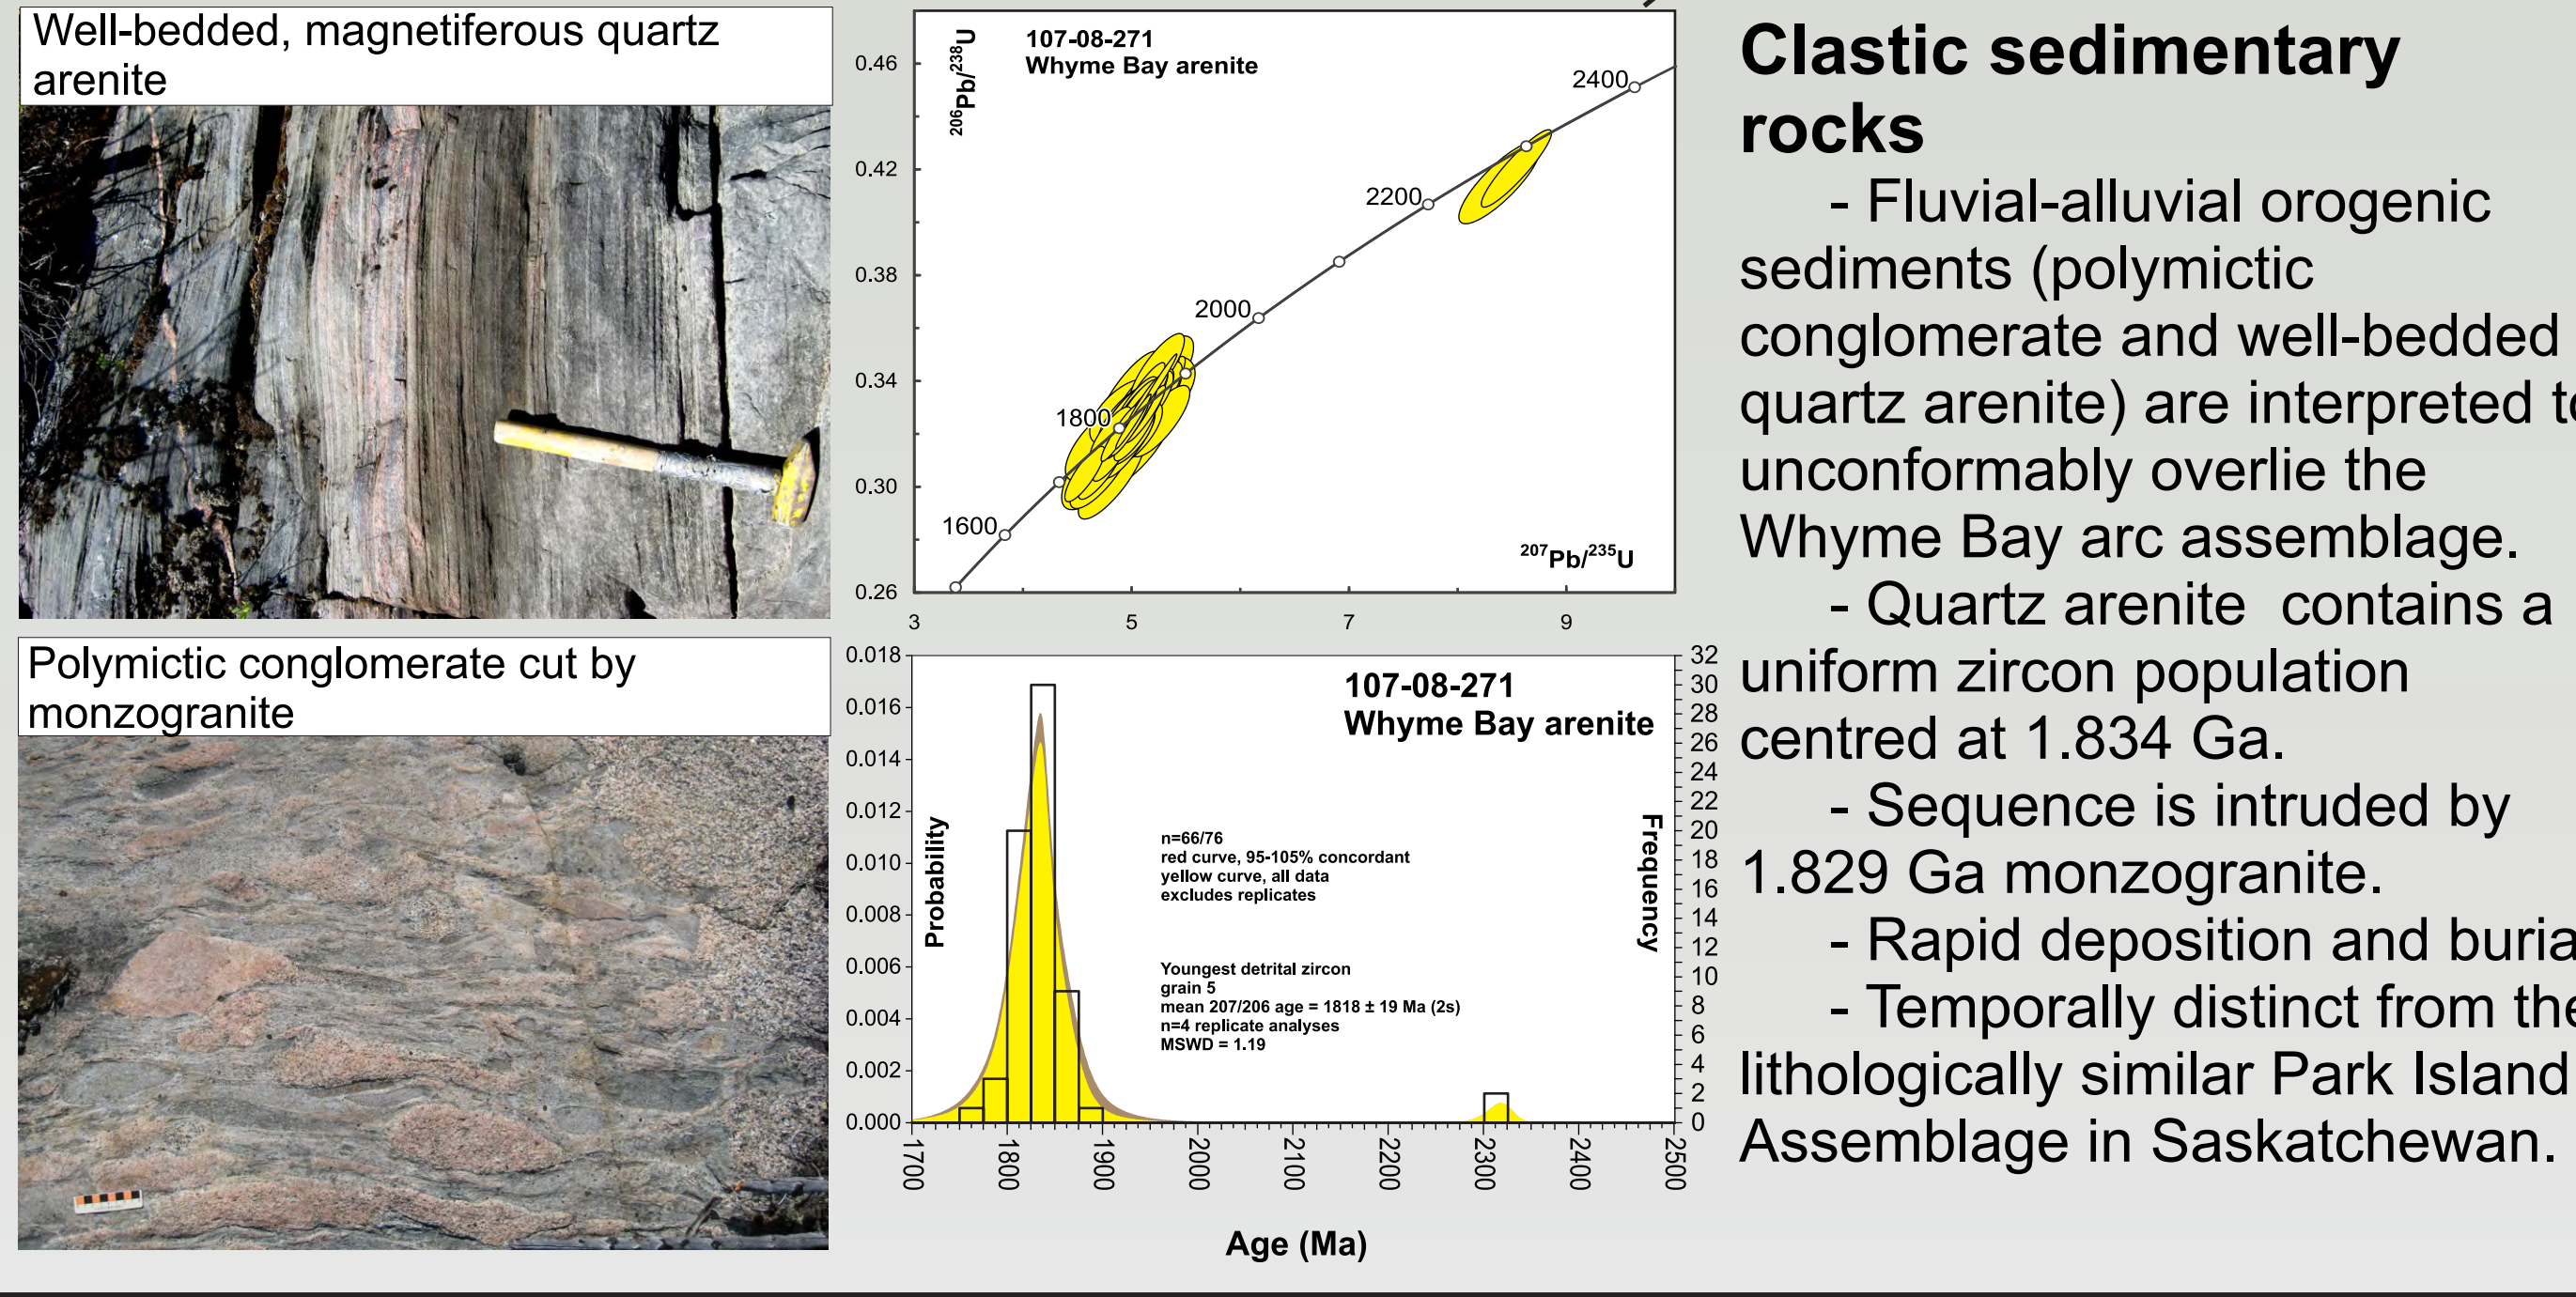 Well-bedded, magnetiferous quartz
arenite
Polymictic conglomerate cut by
monzogranite
107-08-271
Whyme Bay arenite
206Pb/238U
0.46
0.42
0.38
0.34
0.30
0.26
2400
2200
2000
1800
1600
207Pb/235U
3
5
7
9
107-08-271
Whyme Bay arenite
0.018
0.016
0.014
0.012
0.010
0.008
0.006
0.004
0.002
0.000
Probability
n=66/76
red curve, 95-105% concordant
yellow curve, all data
excludes replicates
Youngest detrital zircon
grain 5
mean 207/206 age = 1818 ± 19 Ma (2s)
n=4 replicate analyses
MSWD = 1.19
Frequency
32
30
28
26
24
22
20
18
16
14
12
10
8
6
4
2
0
1700
1800
1900
2000
2100
2200
2300
2400
2500
Age (Ma)
Clastic sedimentary
rocks
- Fluvial-alluvial orogenic
sediments (polymictic
conglomerate and well-bedded
quartz arenite) are interpreted
unconformably overlie the
Whyme Bay arc assemblage.
- Quartz arenite  contains a
uniform zircon population
centred at 1.834 Ga.
- Sequence is intruded by
1.829 Ga monzogranite.
- Rapid deposition and
- Temporally distinct from
lithologically similar Park Island
Assemblage in Saskatchewan.